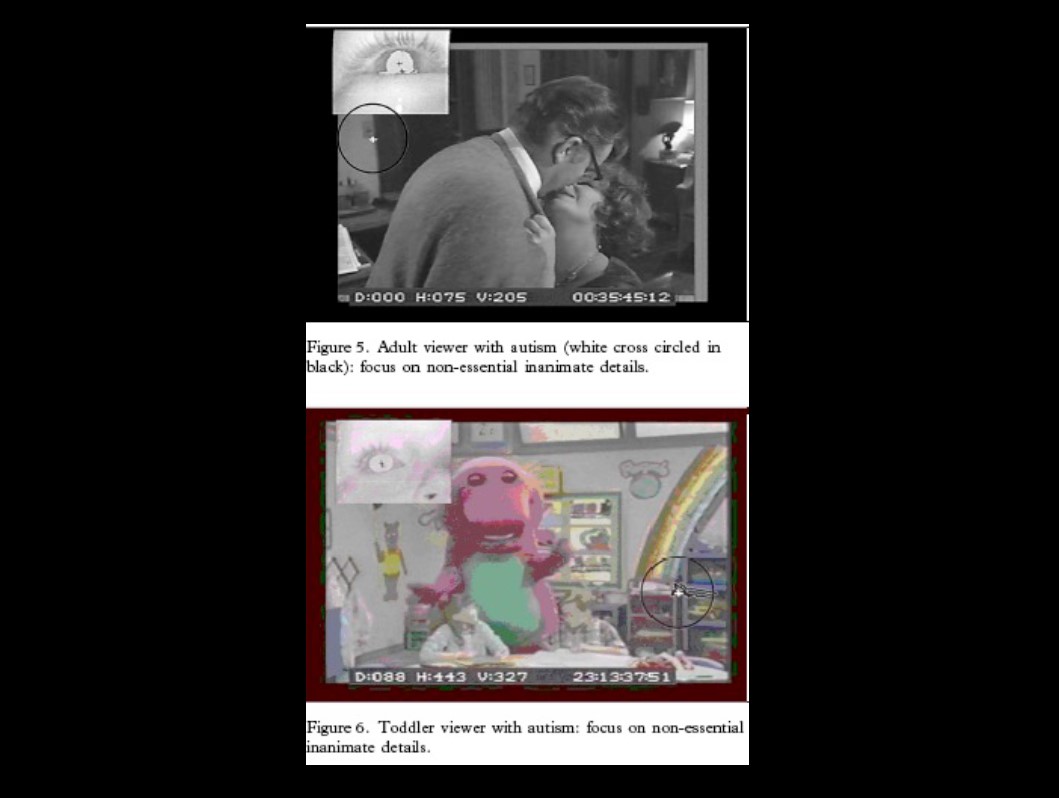 D:000 H:075 V:205 00:35:45:12
Figure 5. Adult viewer with autism (white cross circled in
black): focus on non-essential inanimate details.
D:088 H:443 V:327 23:13:37:51
Figure 6. Toddler viewer with autism: focus on non-essential
inanimate details.